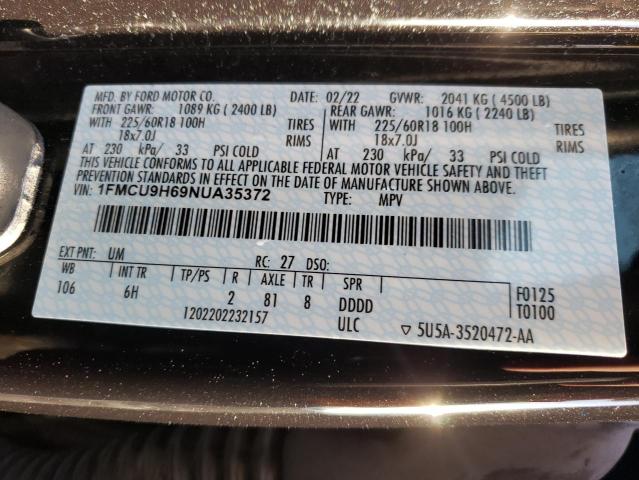 MFD. BY FORD MOTOR CO. DATE: 02/22 GVWR: 2041 KG ( 4500 LB)
FRONT GAWR: 1089 KG ( 2400 LB) REAR GAWR: 1016 KG ( 2240 LB)
WITH 225/60R18 100H TIRES WITH 225/60R18 100H TIRES
18x7.0J RIMS 18x7.0J RIMS
AT 230 kPa/ 33 PSI COLD AT 230 kPa/ 33 PSI COLD
THIS VEHICLE CONFORMS TO ALL APPLICABLE FEDERAL MOTOR VEHICLE SAFETY AND THEFT
PREVENTION STANDARDS IN EFFECT ON THE DATE OF MANUFACTURE SHOWN ABOVE.
VIN: 1FMCU9H69NUA35372 TYPE: MPV
EXT PNT: UM RC: 27 DSO:
WB INT TR TP/PS R AXLE TR SPR
106 6H 2 81 8 DDDD F0125
T0100
1202202232157 ULC ▽ 5U5A-3520472-AA